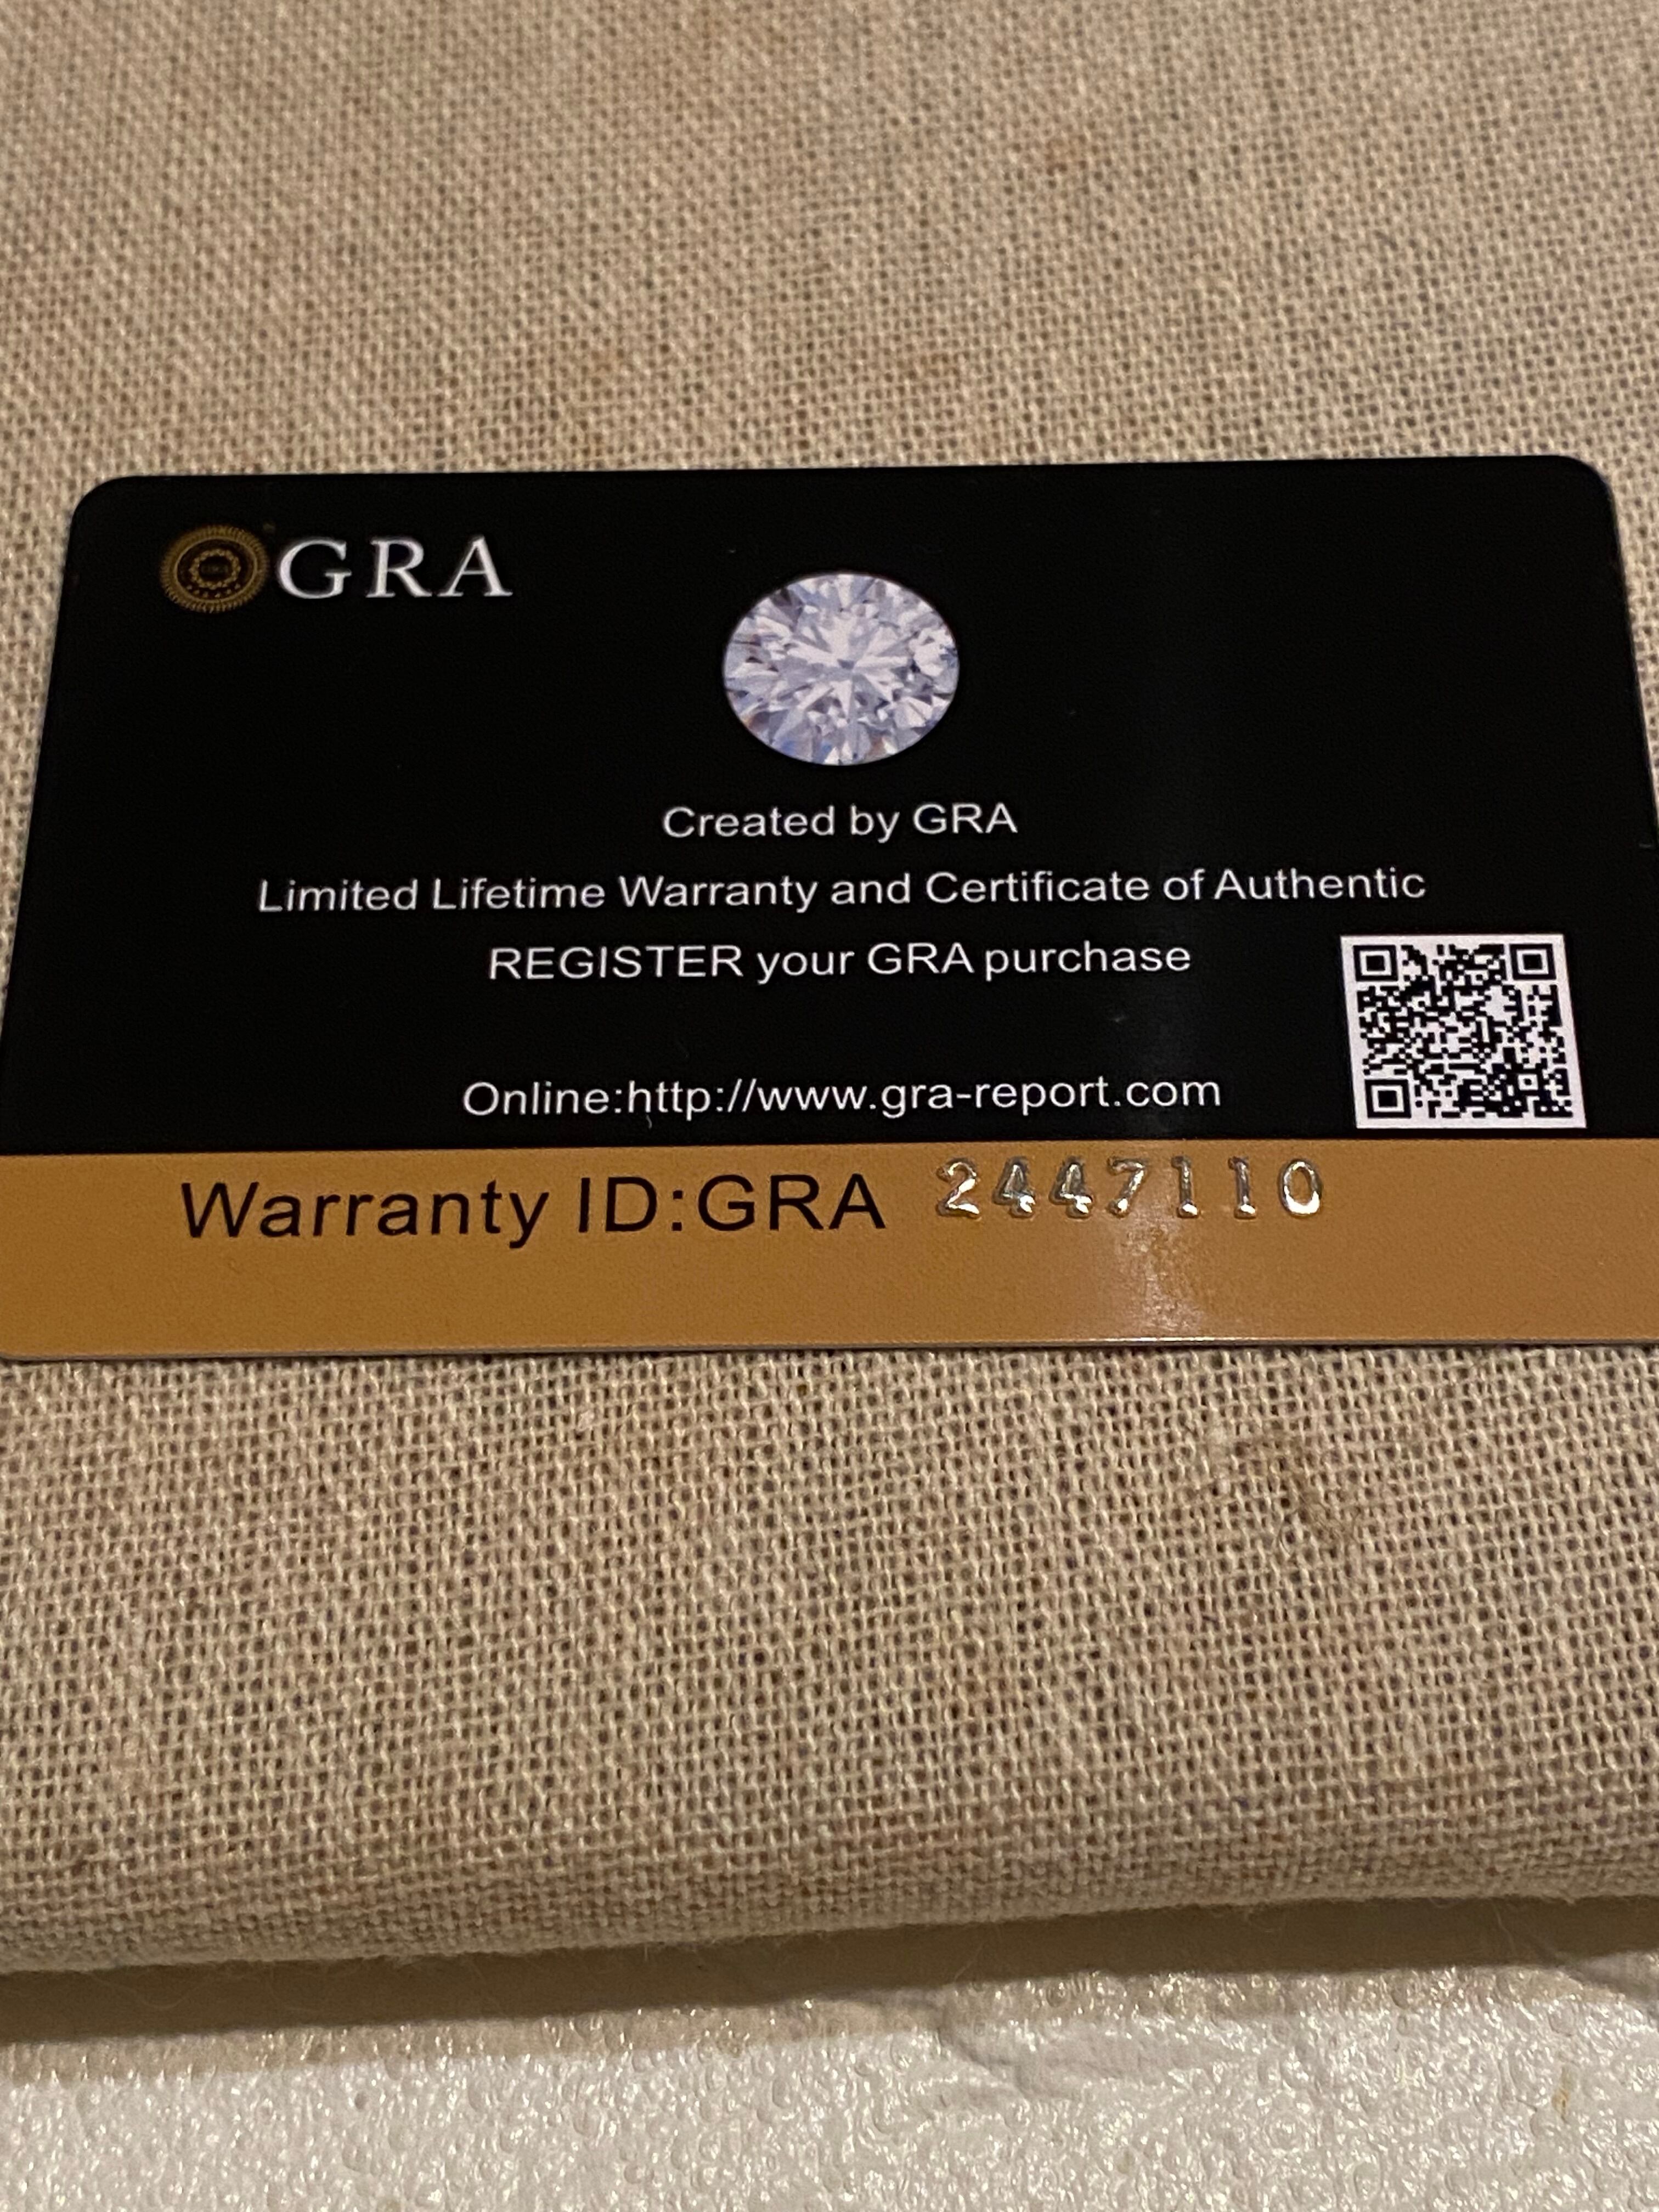 GRA
Created by GRA
Limited Lifetime Warranty and Certificate of Authentic
REGISTER your GRA purchase
Online:http://www.gra-report.com
Warranty ID:GRA 2447110